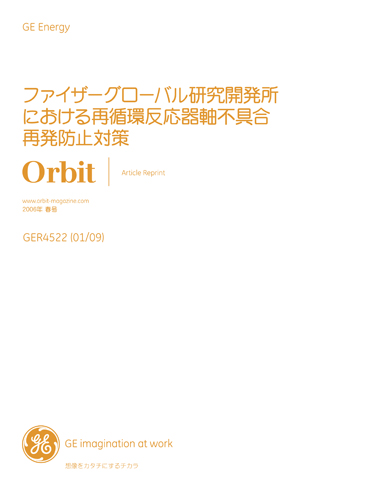 GE Energy
ファイザーグローバル研究開発所
における再循環反応器軸不具合
再発防止対策
Orbit
Article Reprint
www.orbit-magazine.com
2006年 春号
GER4522 (01/09)
GE imagination at work
想像をカタチにするチカラ